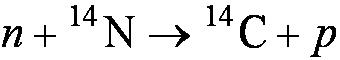 n + ¹⁴N → ¹⁴C + p